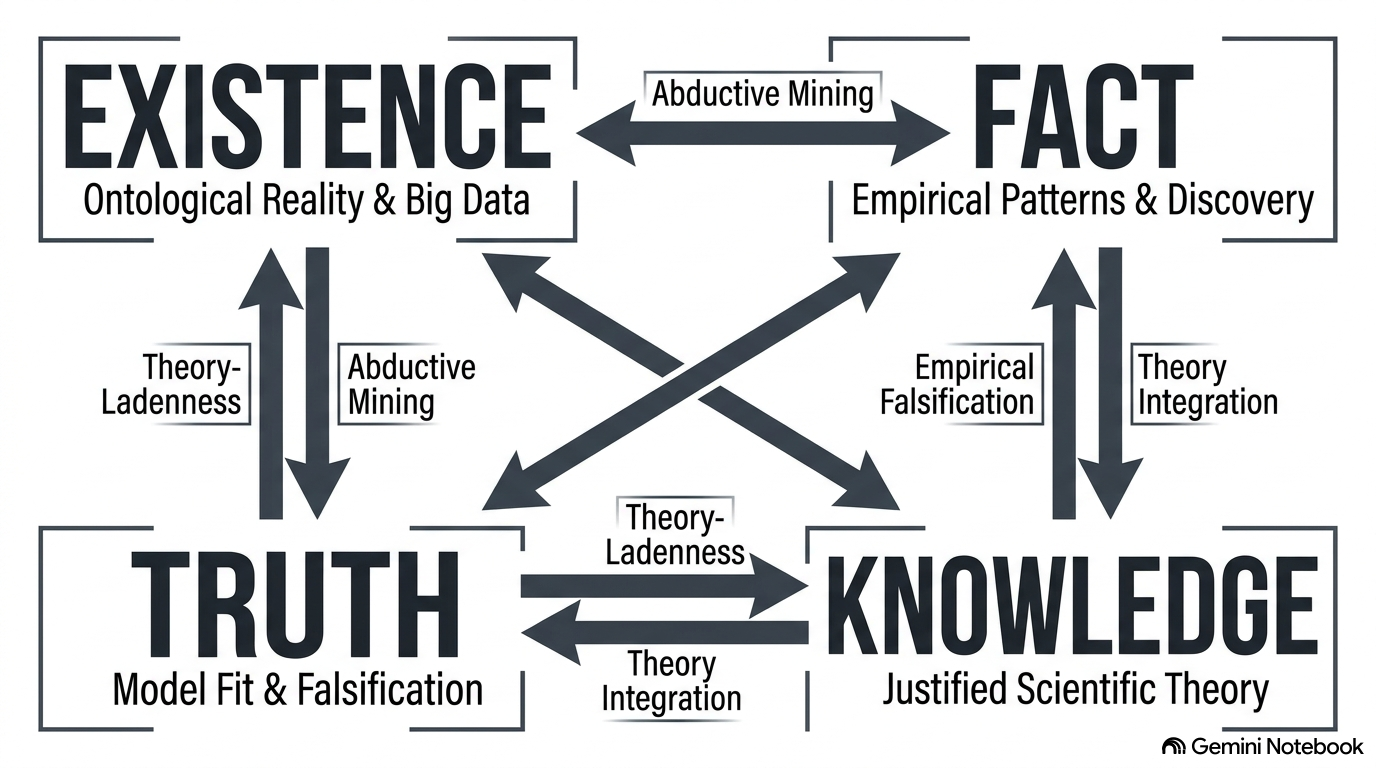 EXISTENCE
Ontological Reality & Big Data
Abductive Mining
FACT
Empirical Patterns & Discovery
Theory-
Ladenness
Abductive
Mining
Empirical
Falsification
Theory
Integration
TRUTH
Model Fit & Falsification
Theory-
Ladenness
Theory
Integration
KNOWLEDGE
Justified Scientific Theory
Gemini Notebook